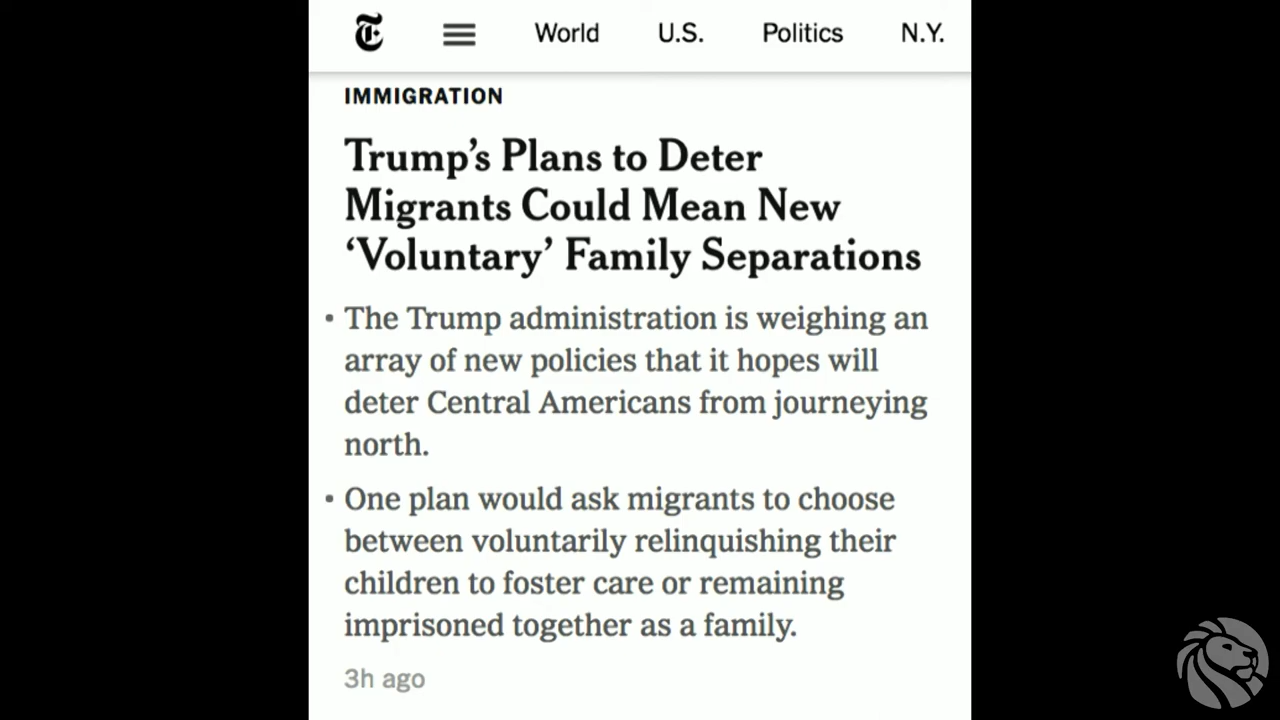 World U.S. Politics N.Y.
IMMIGRATION
Trump’s Plans to Deter
Migrants Could Mean New
‘Voluntary’ Family Separations
• The Trump administration is weighing an
array of new policies that it hopes will
deter Central Americans from journeying
north.
• One plan would ask migrants to choose
between voluntarily relinquishing their
children to foster care or remaining
imprisoned together as a family.
3h ago